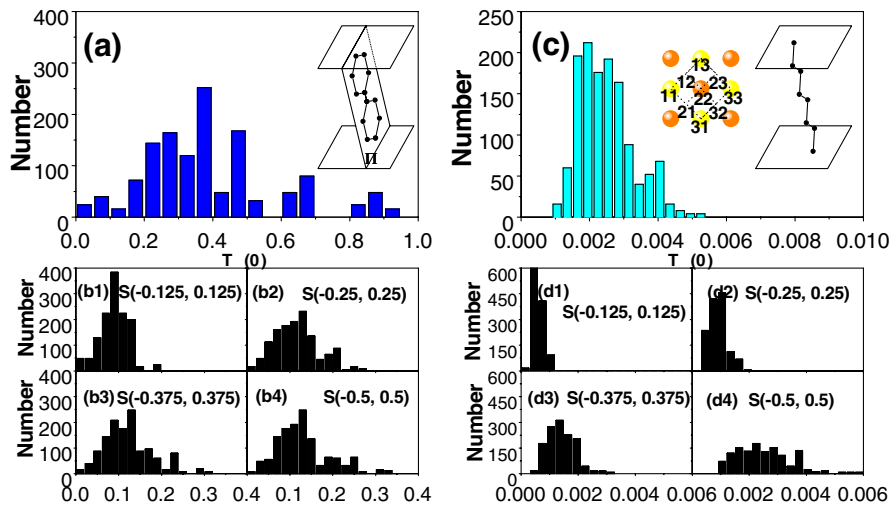 400
300
200
100
0
Number
(a)
Π
0.0 0.2 0.4 0.6 0.8 1.0
T (0)
250
200
150
100
50
0
Number
(c)
13
12 23
11 22 33
21 32
31
0.000 0.002 0.004 0.006 0.008 0.010
T (0)
400
300
200
100
Number
(b1) S(-0.125, 0.125)
(b2) S(-0.25, 0.25)
400
300
200
100
0
Number
(b3) S(-0.375, 0.375)
(b4) S(-0.5, 0.5)
0.0 0.1 0.2 0.3 0.4
0.1 0.2 0.3 0.4
600
450
300
150
Number
(d1)
S(-0.125, 0.125)
(d2) S(-0.25, 0.25)
600
450
300
150
0
Number
(d3) S(-0.375, 0.375)
(d4) S(-0.5, 0.5)
0.000 0.002 0.004 0.006 0.002 0.004 0.006